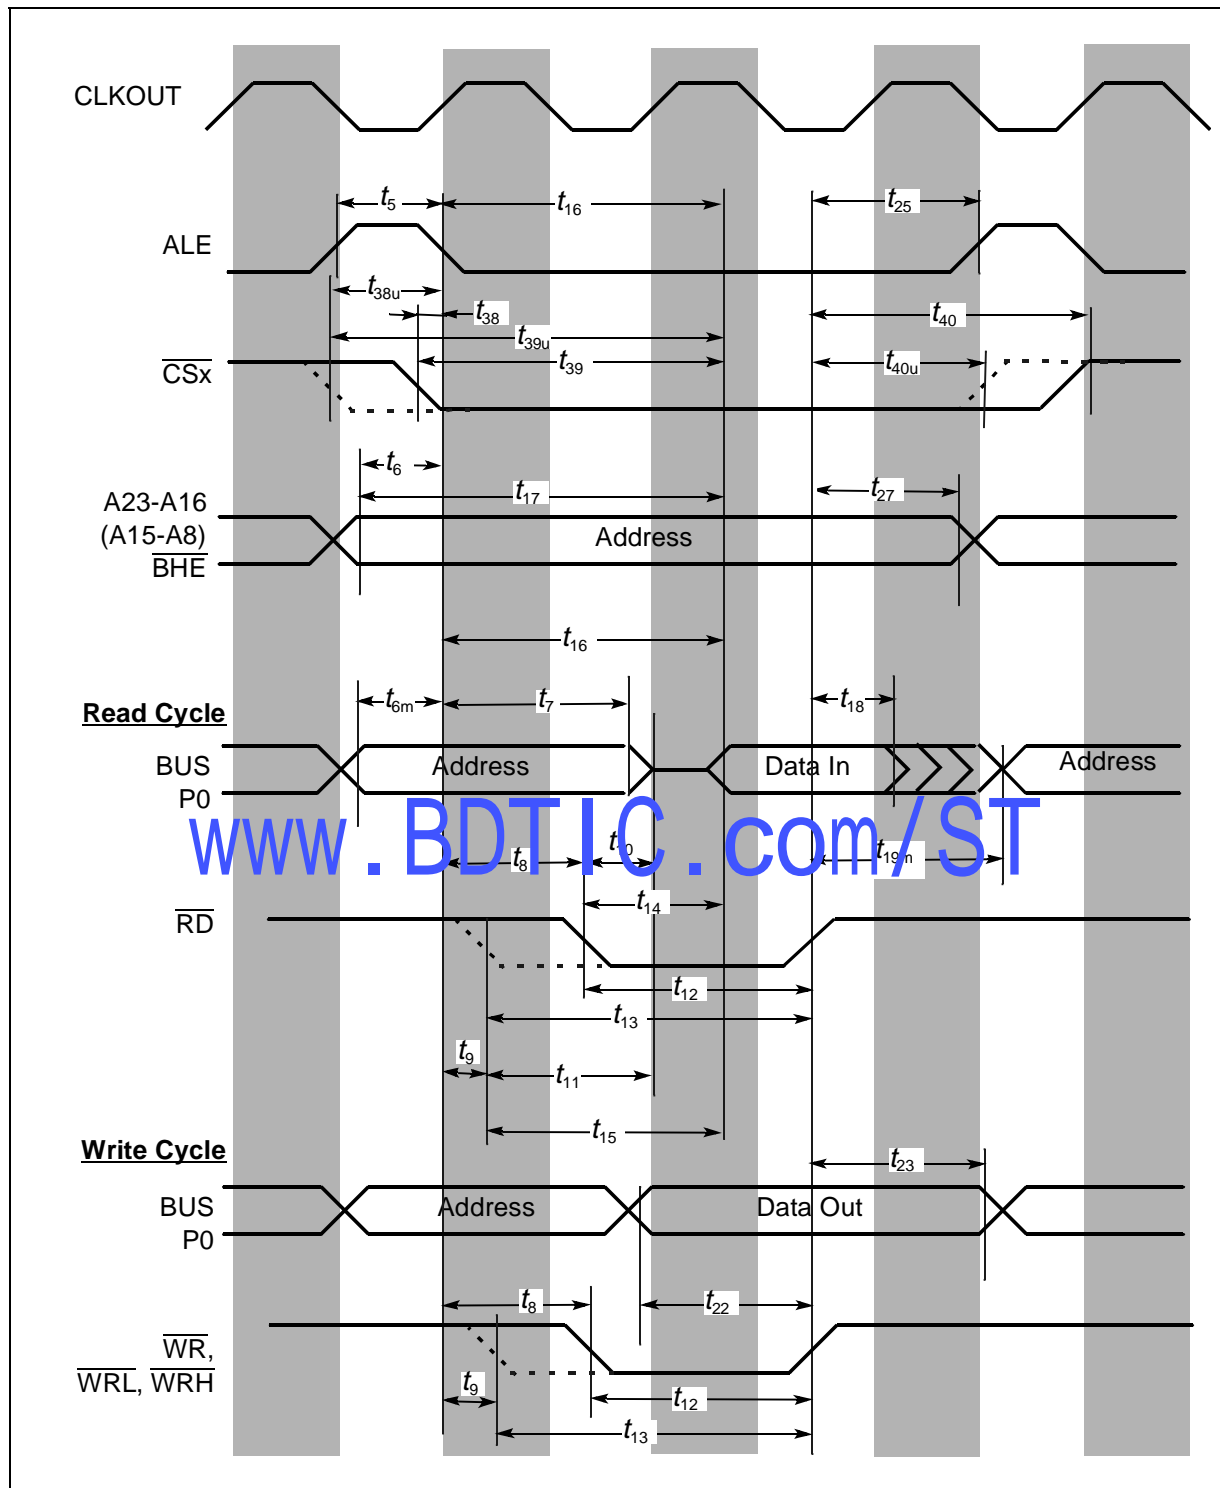 CLKOUT
t5
t16
t25
ALE
t38u
t38
t40
t39u
CSx
t39
t40u
t6
t17
t27
A23-A16
(A15-A8)
Address
BHE
t16
t6m
t7
t18
Read Cycle
BUS
Address
Data In
Address
P0
www.BDTIC.com/ST
t8
t10
t19m
t14
RD
t12
t13
t9
t11
t15
Write Cycle
t23
BUS
Address
Data Out
P0
t8
t22
WR,
WRL, WRH
t9
t12
t13